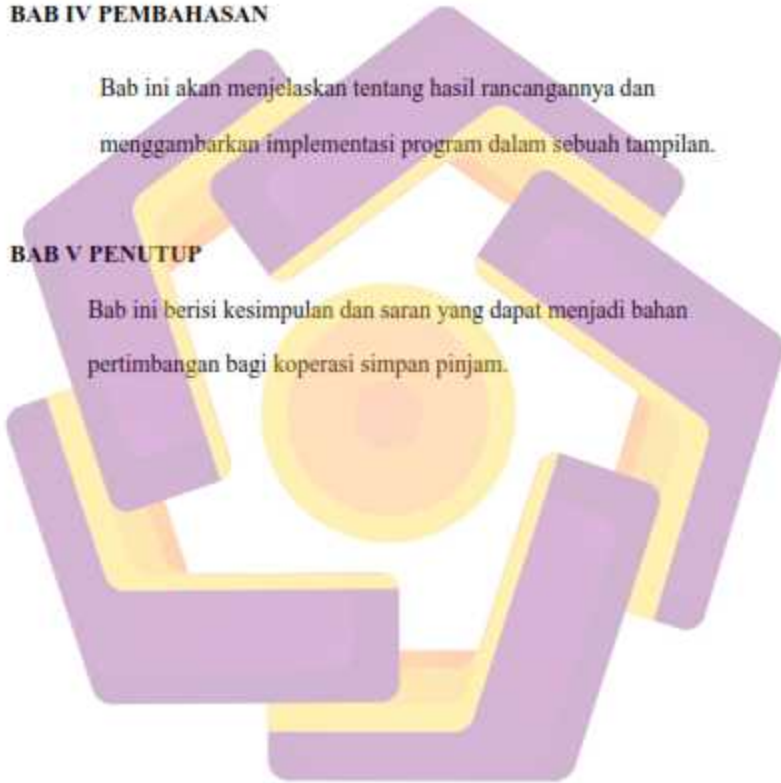 BAB IV PEMBAHASAN
Bab ini akan menjelaskan tentang hasil rancangannya dan
menggambarkan implementasi program dalam sebuah tampilan.
BAB V PENUTUP
Bab ini berisi kesimpulan dan saran yang dapat menjadi bahan
pertimbangan bagi koperasi simpan pinjam.